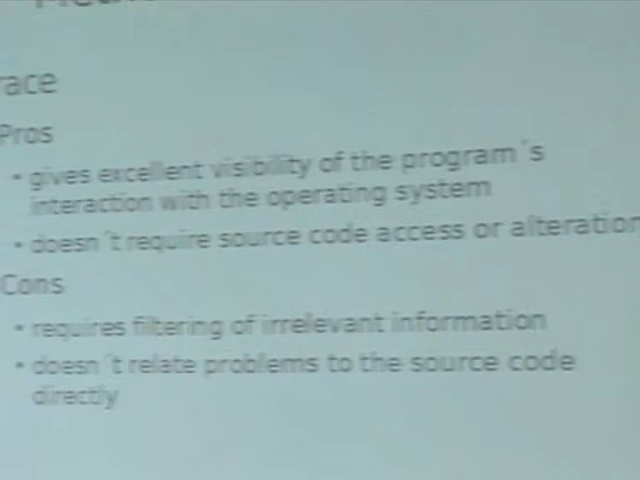 race
Pros
• gives excellent visibility of the program´s
interaction with the operating system
• doesn´t require source code access or alteration
Cons
• requires filtering of irrelevant information
• doesn´t relate problems to the source code
directly